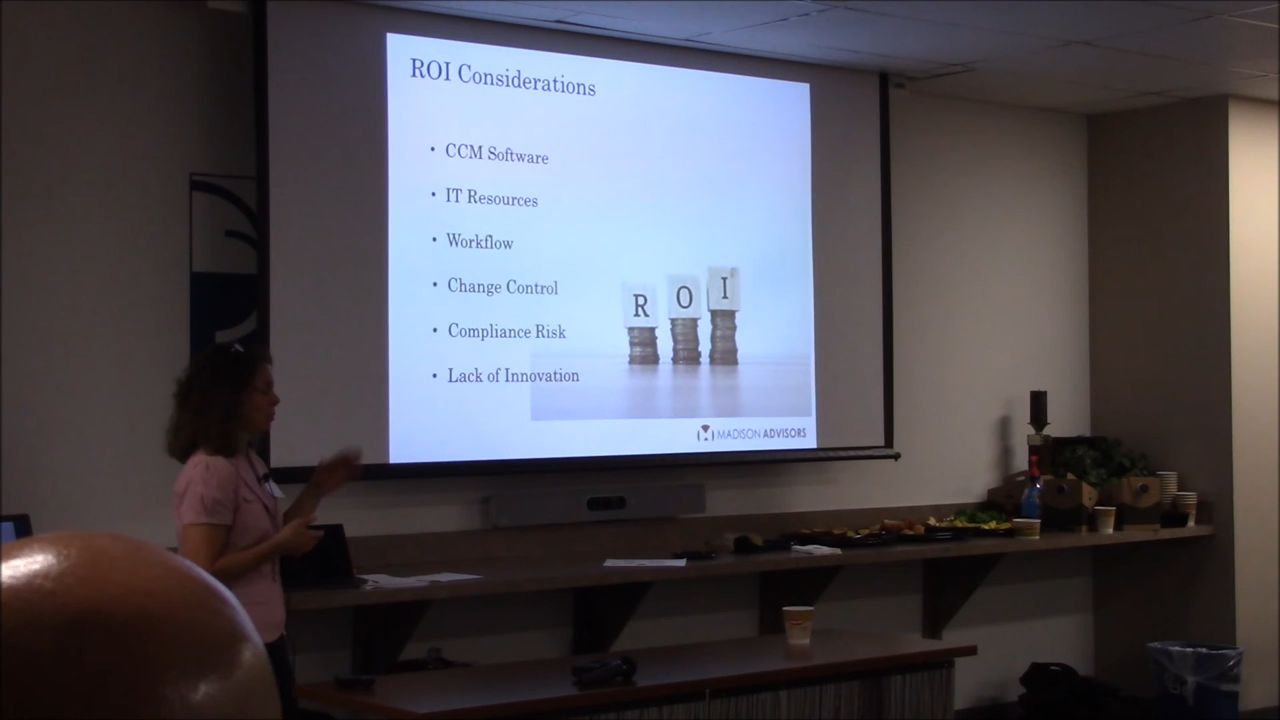 ROI Considerations
• CCM Software
• IT Resources
• Workflow
• Change Control
• Compliance Risk
• Lack of Innovation
R O I
MADISON ADVISORS